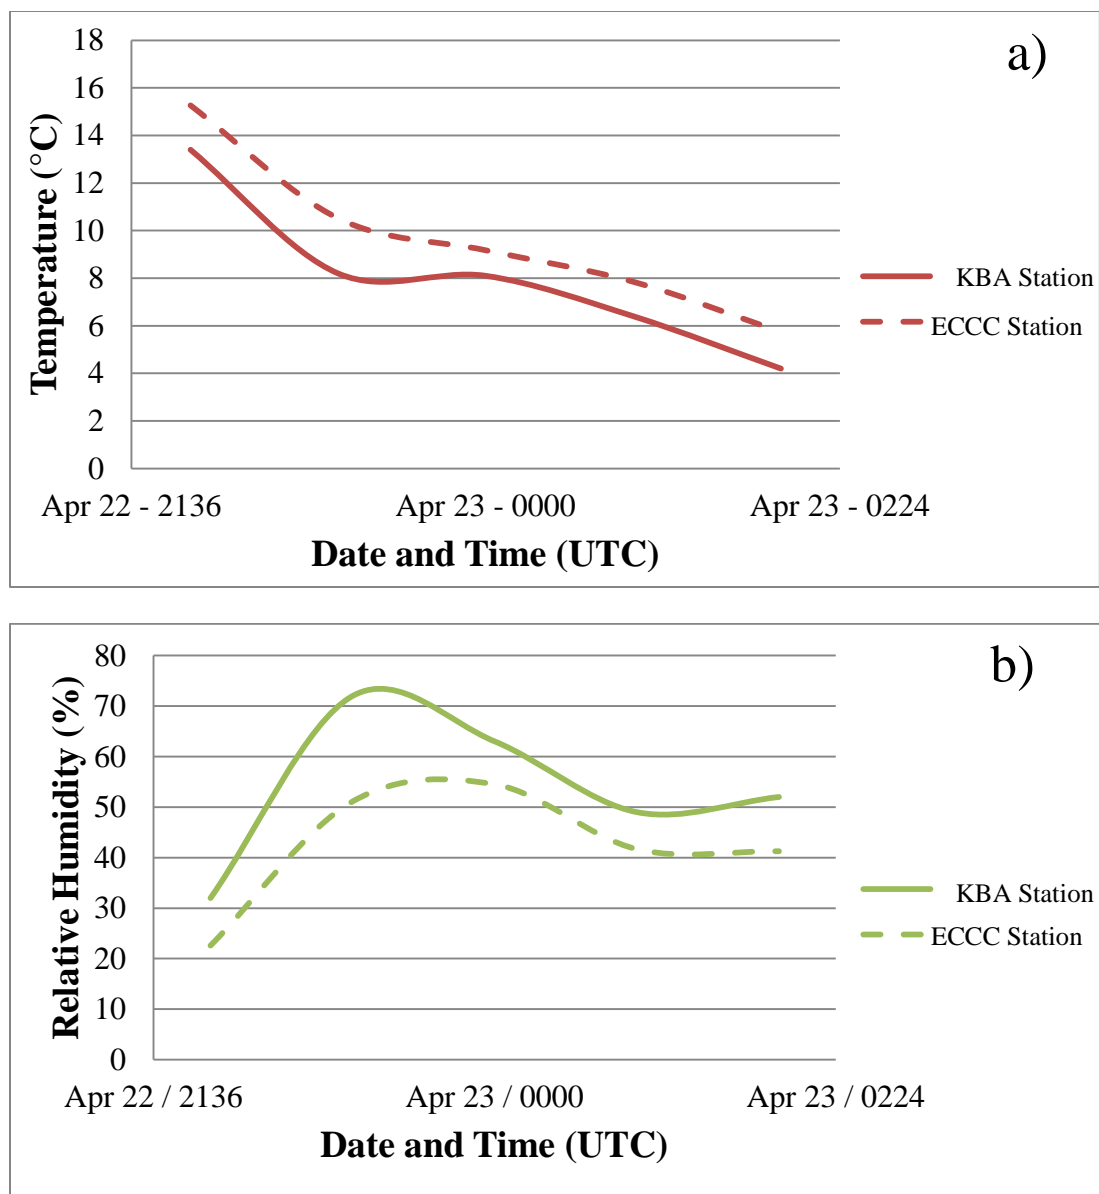 a)
18
16
14
12
10
8
6
4
2
0
Temperature (°C)
Apr 22 - 2136 Apr 23 - 0000 Apr 23 - 0224
Date and Time (UTC)
KBA Station
ECCC Station
b)
80
70
60
50
40
30
20
10
0
Relative Humidity (%)
Apr 22 / 2136 Apr 23 / 0000 Apr 23 / 0224
Date and Time (UTC)
KBA Station
ECCC Station